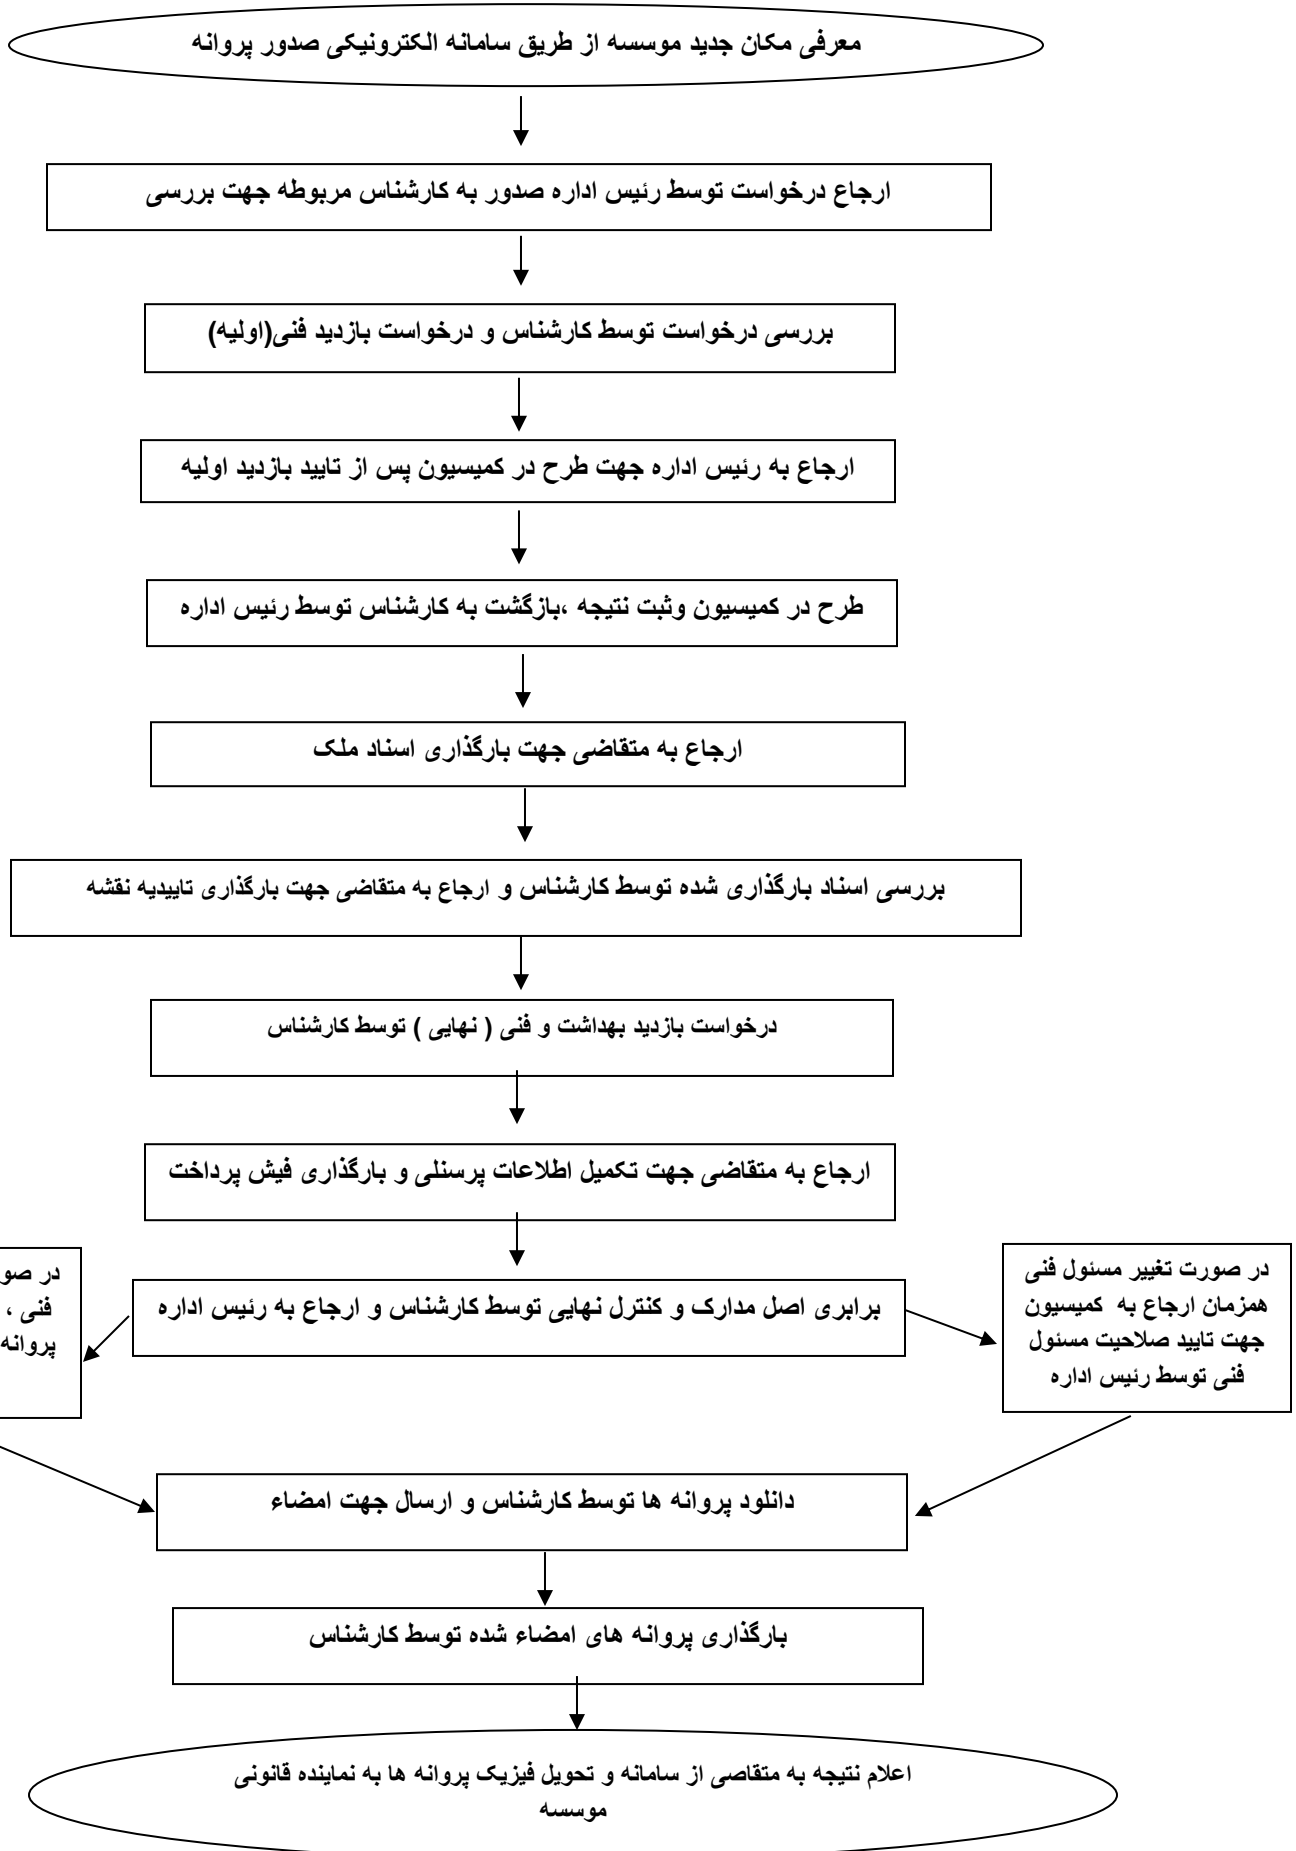 معرفی مکان جدید موسسه از طریق سامانه الکترونیکی صدور پروانه
ارجاع درخواست توسط رئیس اداره صدور به کارشناس مربوطه جهت بررسی
بررسی درخواست توسط کارشناس و درخواست بازدید فنی(اولیه)
ارجاع به رئیس اداره جهت طرح در کمیسیون پس از تایید بازدید اولیه
طرح در کمیسیون وثبت نتیجه ،بازگشت به کارشناس توسط رئیس اداره
ارجاع به متقاضی جهت بارگذاری اسناد ملک
بررسی اسناد بارگذاری شده توسط کارشناس و ارجاع به متقاضی جهت بارگذاری تاییدیه نقشه
درخواست بازدید بهداشت و فنی ( نهایی ) توسط کارشناس
ارجاع به متقاضی جهت تکمیل اطلاعات پرسنلی و بارگذاری فیش پرداخت
در صورت تغییر مسئول فنی
همزمان ارجاع به کمیسیون
جهت تایید صلاحیت مسئول
فنی توسط رئیس اداره
برابری اصل مدارک و کنترل نهایی توسط کارشناس و ارجاع به رئیس اداره
در
فنی ،
پروانه
دانلود پروانه ها توسط کارشناس و ارسال جهت امضاء
بارگذاری پروانه های امضاء شده توسط کارشناس
اعلام نتیجه به متقاصی از سامانه و تحویل فیزیک پروانه ها به نماینده قانونی
موسسه